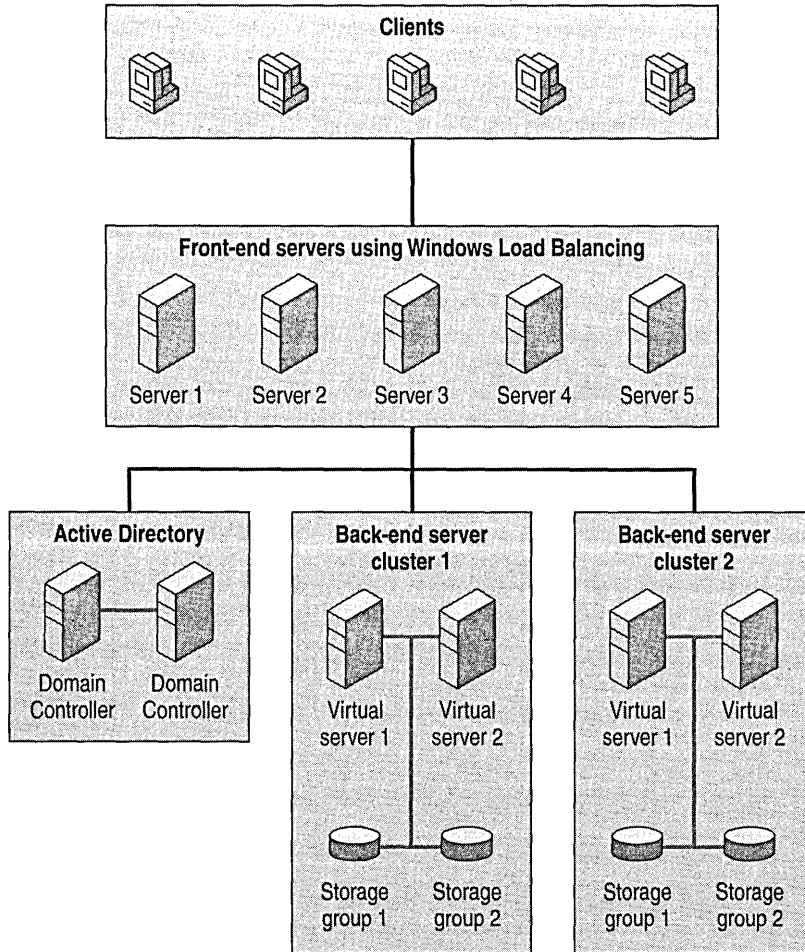 Clients
Front-end servers using Windows Load Balancing
Server 1
Server 2
Server 3
Server 4
Server 5
Active Directory
Domain
Controller
Domain
Controller
Back-end server
cluster 1
Virtual
server 1
Virtual
server 2
Storage
group 1
Storage
group 2
Back-end server
cluster 2
Virtual
server 1
Virtual
server 2
Storage
group 1
Storage
group 2